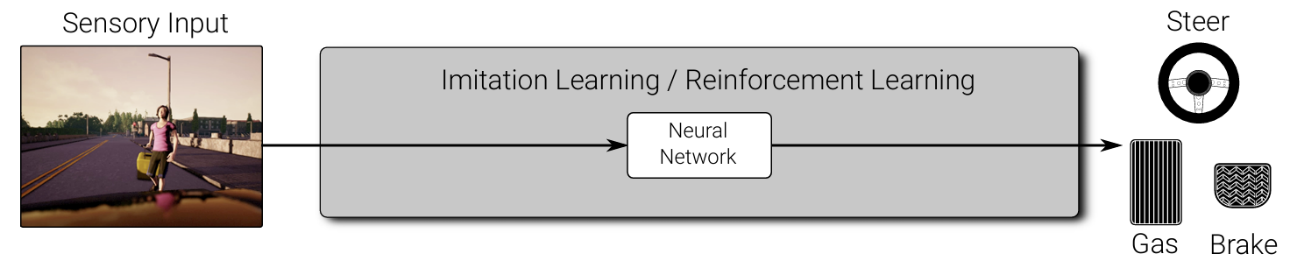 Sensory Input
Imitation Learning / Reinforcement Learning
Neural
Network
Steer
Gas
Brake